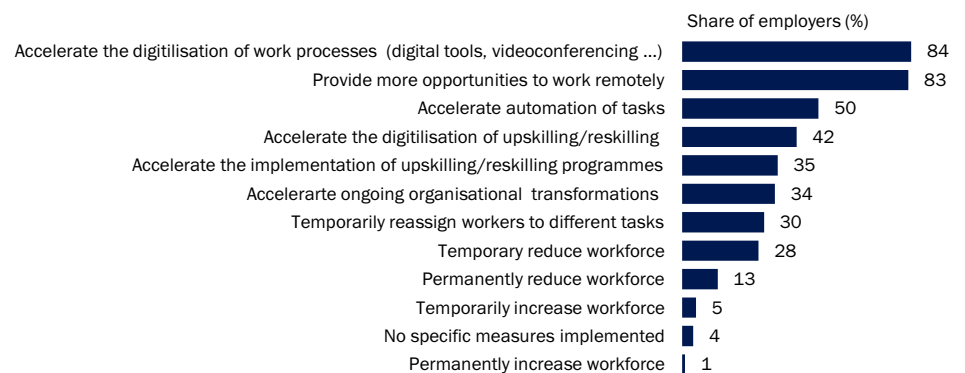 Share of employers (%)
Accelerate the digitilisation of work processes (digital tools, videoconferencing ...) 84
Provide more opportunities to work remotely 83
Accelerate automation of tasks 50
Accelerate the digitilisation of upskilling/reskilling 42
Accelerate the implementation of upskilling/reskilling programmes 35
Accelerarte ongoing organisational transformations 34
Temporarily reassign workers to different tasks 30
Temporary reduce workforce 28
Permanently reduce workforce 13
Temporarily increase workforce 5
No specific measures implemented 4
Permanently increase workforce 1